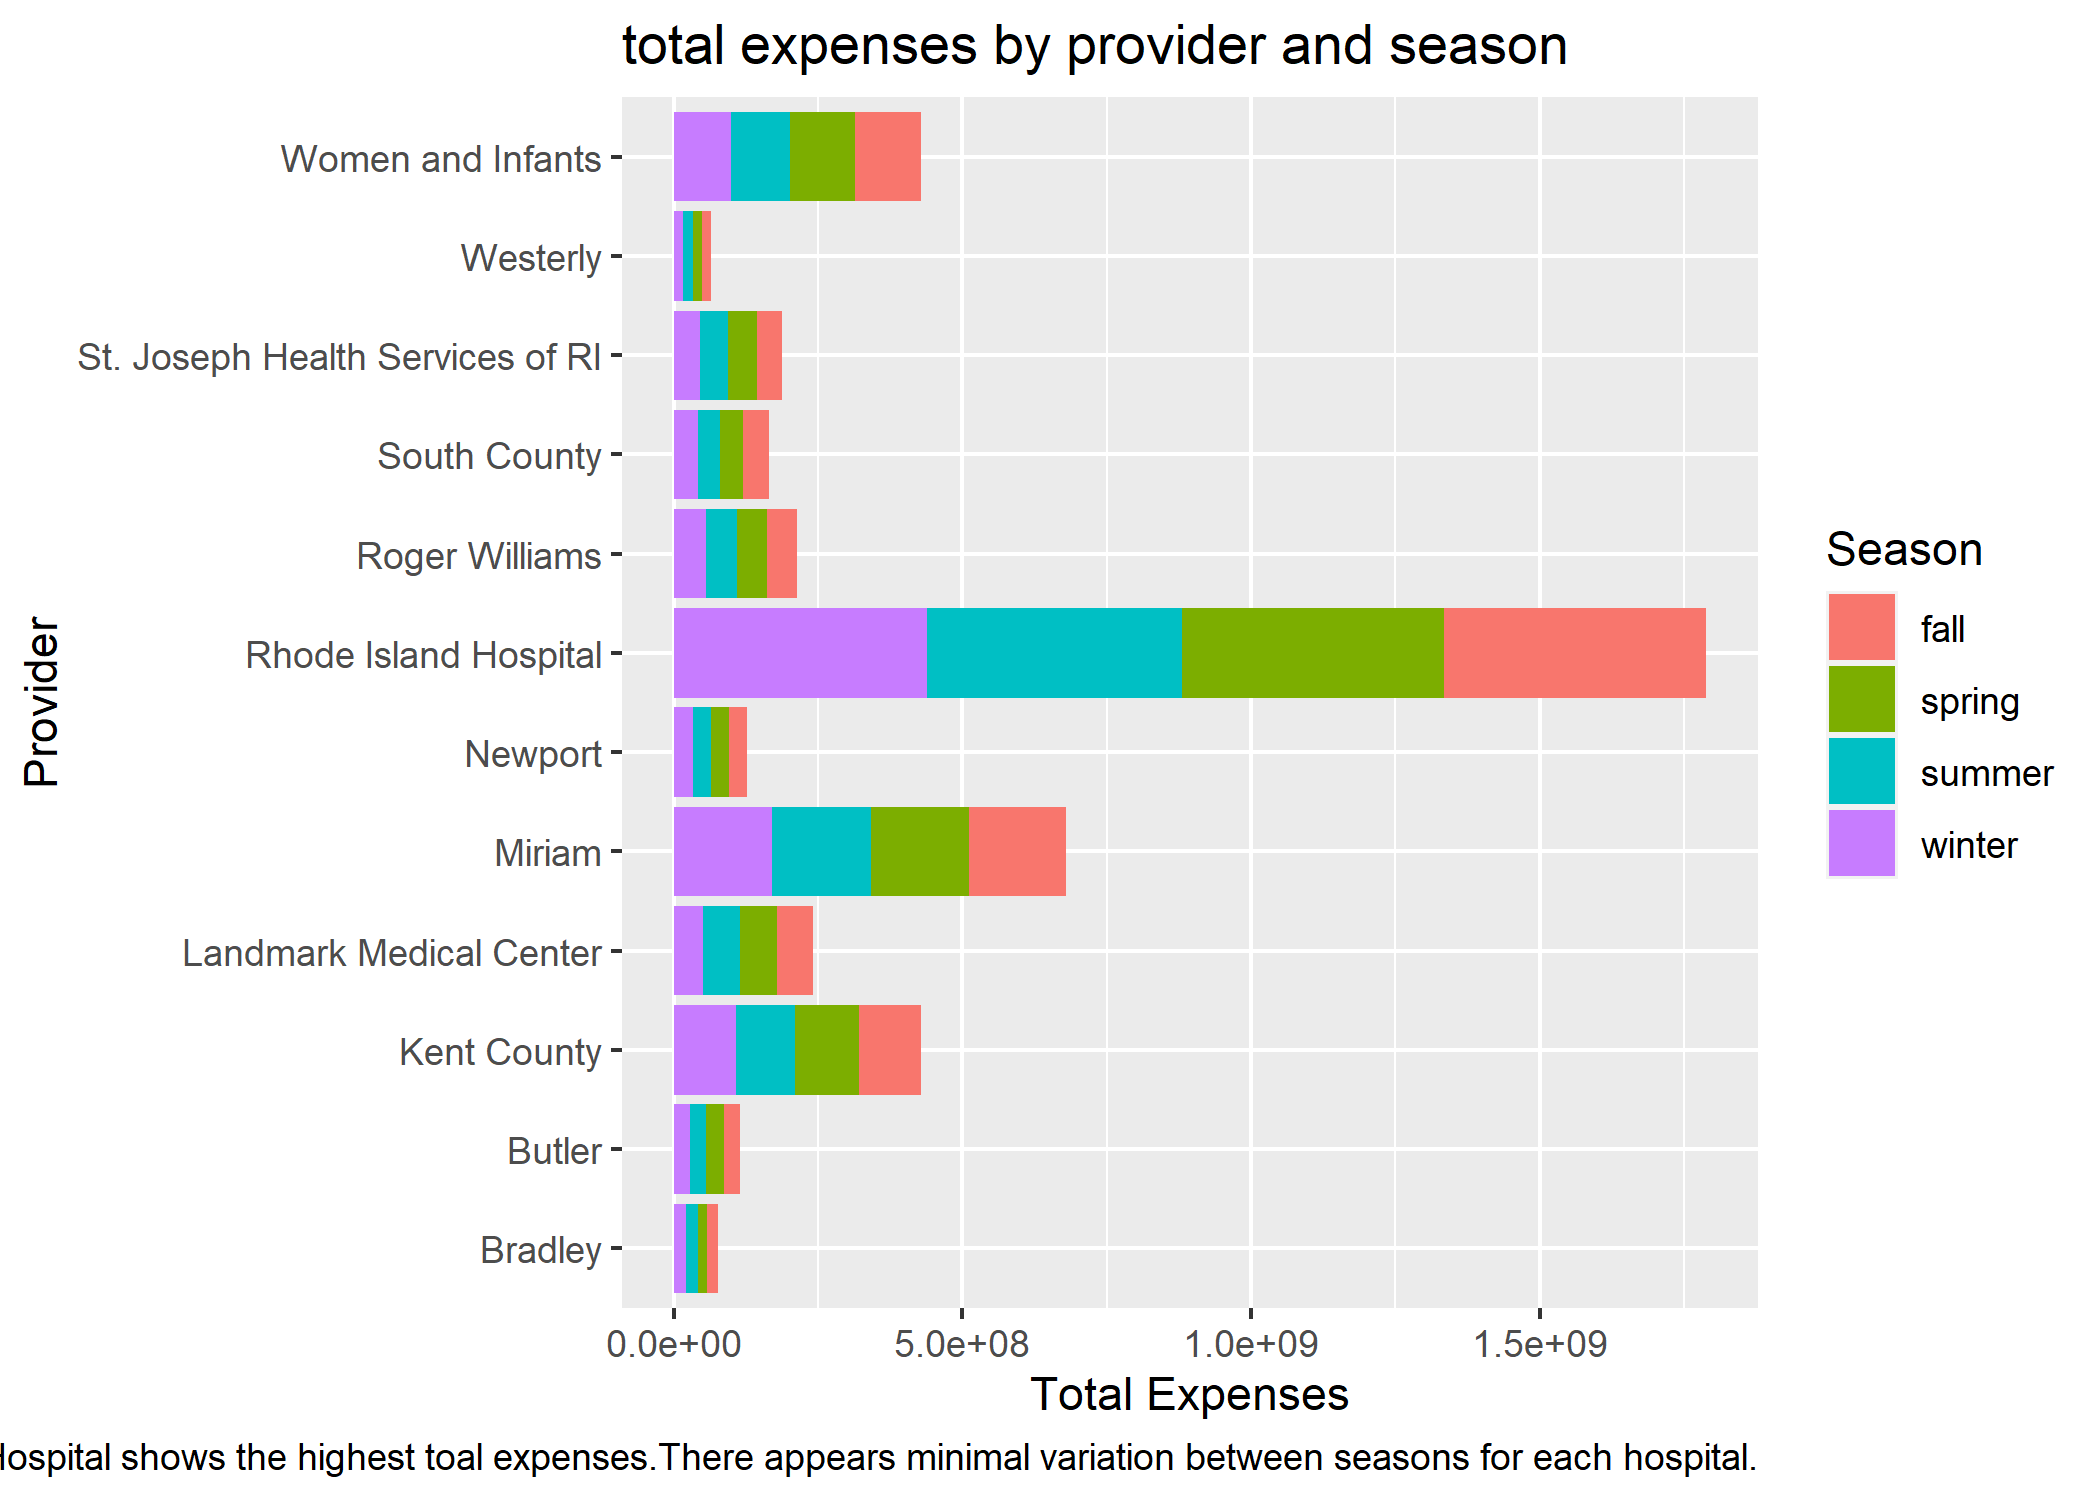 total expenses by provider and season
Women and Infants
Westerly
St. Joseph Health Services of RI
South County
Roger Williams
Rhode Island Hospital
Newport
Miriam
Landmark Medical Center
Kent County
Butler
Bradley
Provider
0.0e+00 5.0e+08 1.0e+09 1.5e+09
Total Expenses
Season
fall
spring
summer
winter
Hospital shows the highest toal expenses.There appears minimal variation between seasons for each hospital.